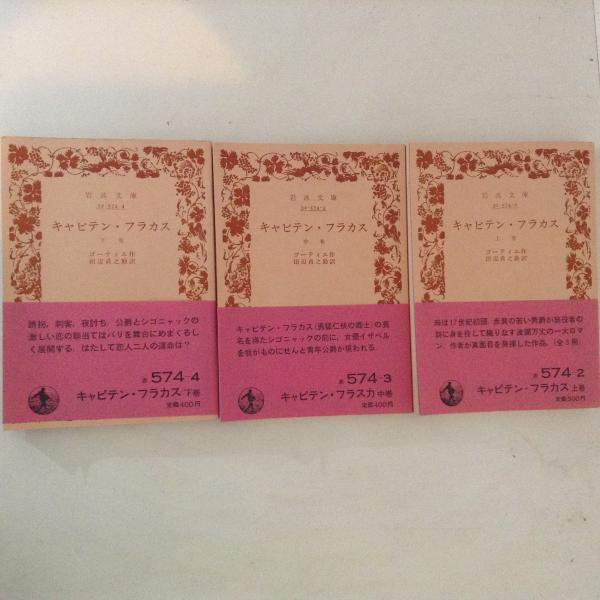 岩波文庫
キャピテン・フラカス
下巻
ゴーティエ作
田辺貞之助訳
誘拐, 刺客, 夜討ち. 公爵とシゴニャックの
激しい恋の鞘当てはパリを舞台にめまぐるし
く展開する. はたして恋人二人の運命は?
赤 574-4
キャピテン・フラカス 下巻
定価400円
岩波文庫
キャピテン・フラカス
中巻
ゴーティエ作
田辺貞之助訳
キャピテン・フラカス(勇猛仁侠の郷士)の異
名を得たシゴニャックの前に, 女優イザベル
を我がものにせんと青年公爵が現われる.
赤 574-3
キャピテン・フラスカ 中巻
定価400円
岩波文庫
キャピテン・フラカス
上巻
ゴーティエ作
田辺貞之助訳
時は17世紀初頭, 赤貧の若い男爵が旅役者の
群に身を投じて織りなす波瀾万丈の一大ロマ
ン. 作者が真面目を発揮した作品. (全3冊)
赤 574-2
キャピテン・フラカス 上巻
定価500円